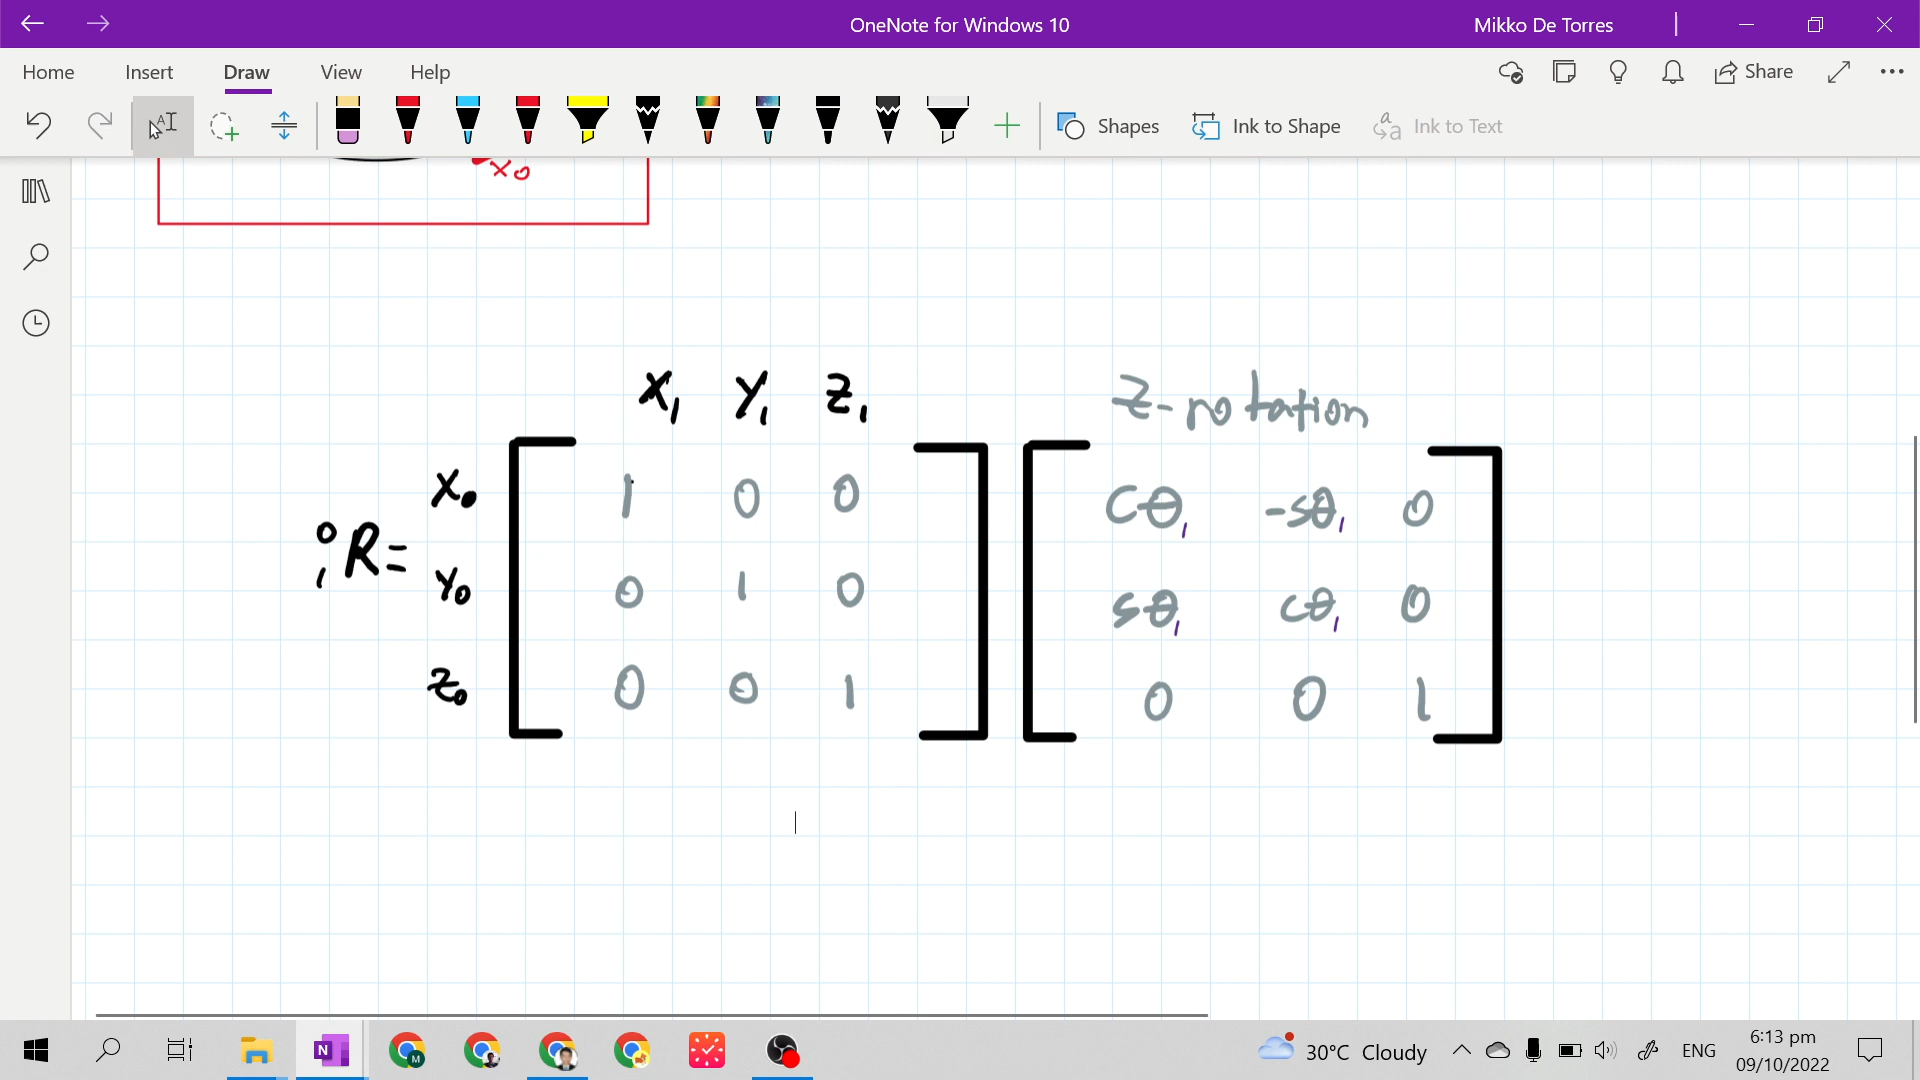 OneNote for Windows 10
Mikko De Torres
Home Insert Draw View Help
Share
Shapes Ink to Shape Ink to Text
x0
X1 Y1 Z1
Z-rotation
X0 1 0 0 Cθ1 -sθ1 0
0 1 R =
Y0 0 1 0 sθ1 cθ1 0
Z0 0 0 1 0 0 1
30°C Cloudy
ENG
6:13 pm
09/10/2022